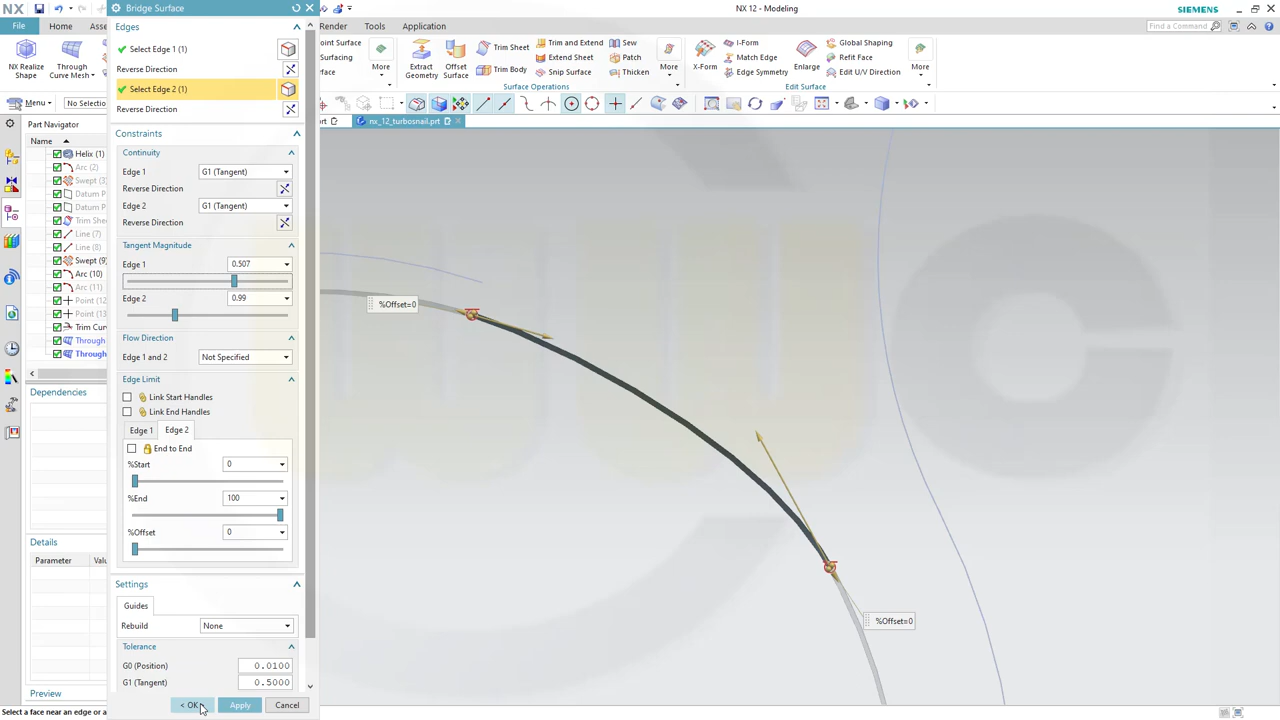 NX
Bridge Surface
NX 12 - Modeling
SIEMENS
File
Home
Asse
Render
Tools
Application
Find a Command
NX Realize Shape
Through Curve Mesh
Point Surface
Surfacing
Surface
More
Extract Geometry
Offset Surface
Trim Sheet
Trim Body
Trim and Extend
Extend Sheet
Snip Surface
Sew
Patch
Thicken
More
Surface Operations
X-Form
I-Form
Match Edge
Edge Symmetry
Enlarge
Global Shaping
Refit Face
Edit U/V Direction
More
Edit Surface
Menu
No Selection
Part Navigator
Name
Helix (1)
Arc (2)
Swept (3)
Datum P
Datum P
Trim She
Line (7)
Line (8)
Swept (9)
Arc (10)
Arc (11)
Point (12
Point (13
Trim Curv
Through
Through
Dependencies
Details
Parameter
Valu
Preview
Edges
Select Edge 1 (1)
Reverse Direction
Select Edge 2 (1)
Reverse Direction
Constraints
Continuity
Edge 1
G1 (Tangent)
Reverse Direction
Edge 2
G1 (Tangent)
Reverse Direction
Tangent Magnitude
Edge 1
0.507
Edge 2
0.99
Flow Direction
Edge 1 and 2
Not Specified
Edge Limit
Link Start Handles
Link End Handles
Edge 1
Edge 2
End to End
%Start
0
%End
100
%Offset
0
Settings
Guides
Rebuild
None
Tolerance
G0 (Position)
0.0100
G1 (Tangent)
0.5000
< OK >
Apply
Cancel
rt
nx_12_turbosnail.prt
%Offset=0
%Offset=0
Select a face near an edge or a